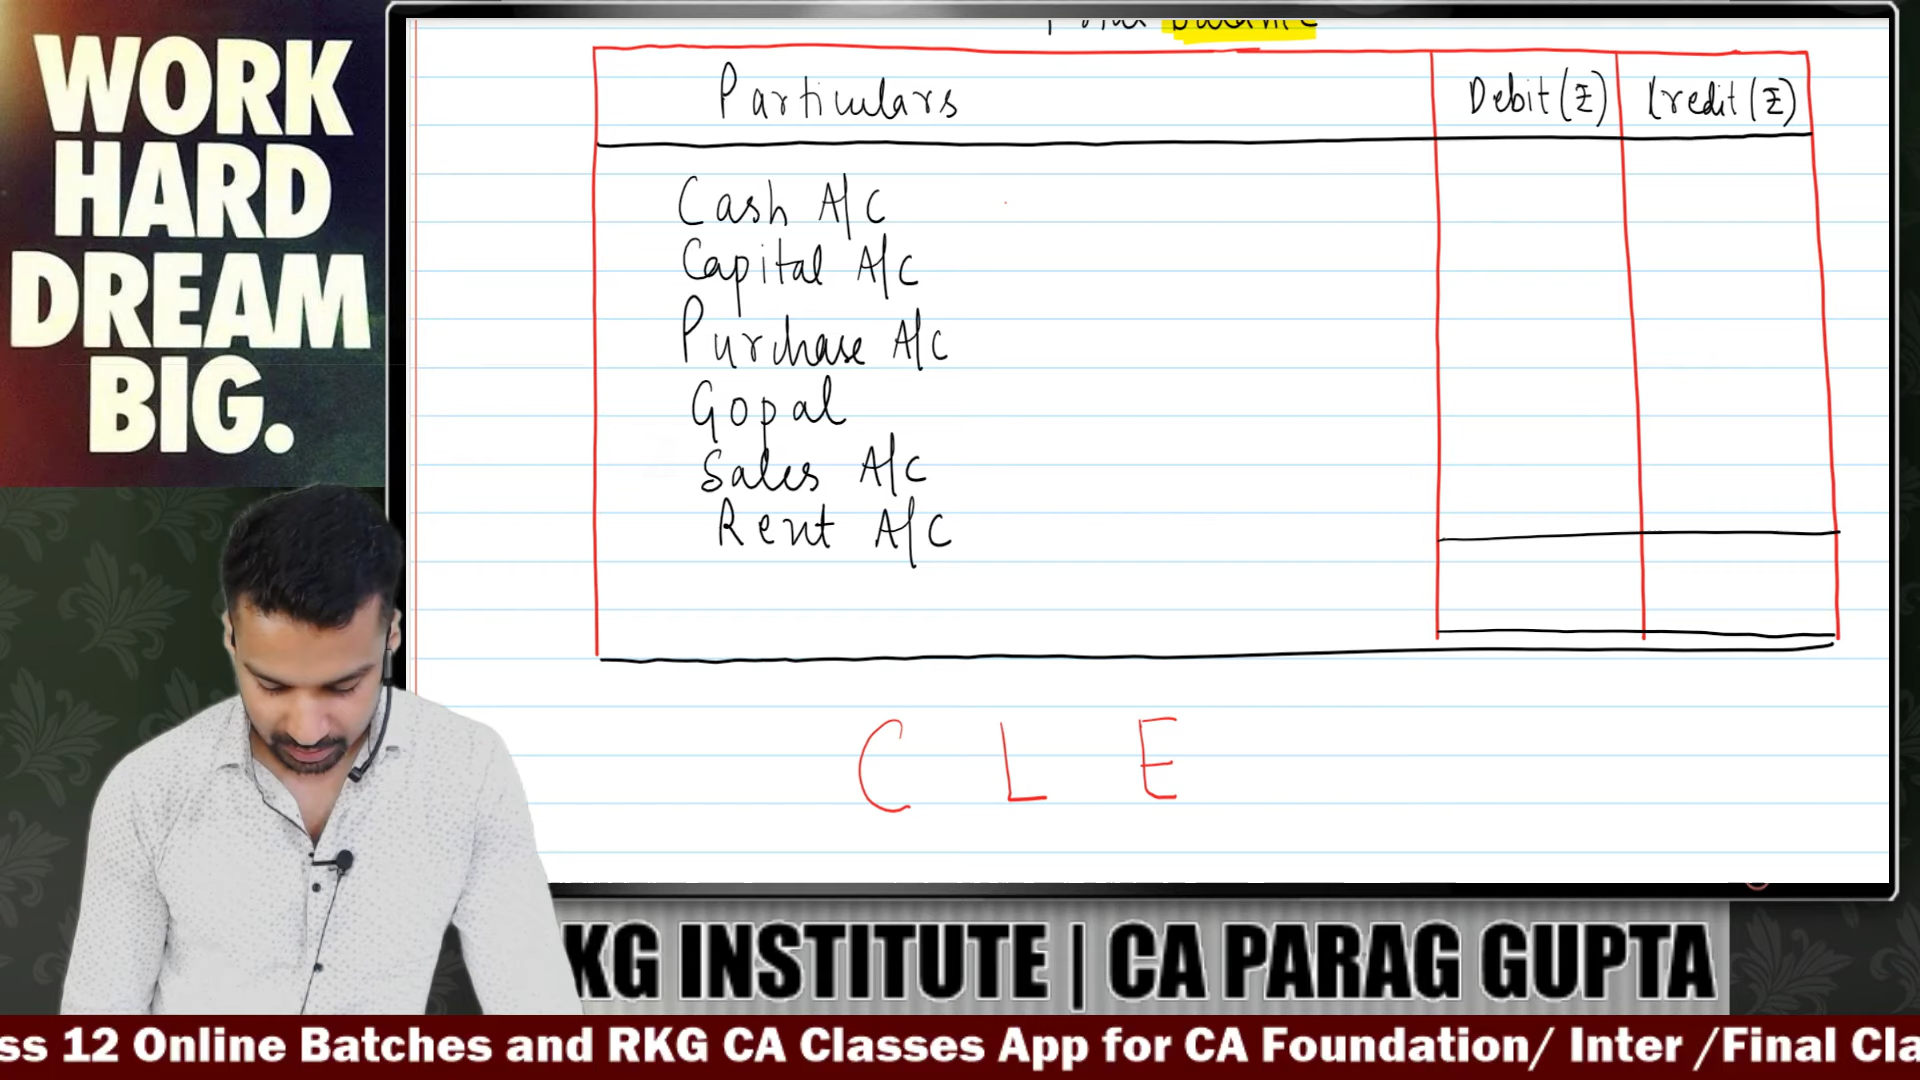 WORK
HARD
DREAM
BIG.
Balance
Particulars Debit (₹) Credit (₹)
Cash A/C
Capital A/C
Purchase A/C
Gopal
Sales A/C
Rent A/C
C L E
KG INSTITUTE | CA PARAG GUPTA
ss 12 Online Batches and RKG CA Classes App for CA Foundation/ Inter /Final Cla